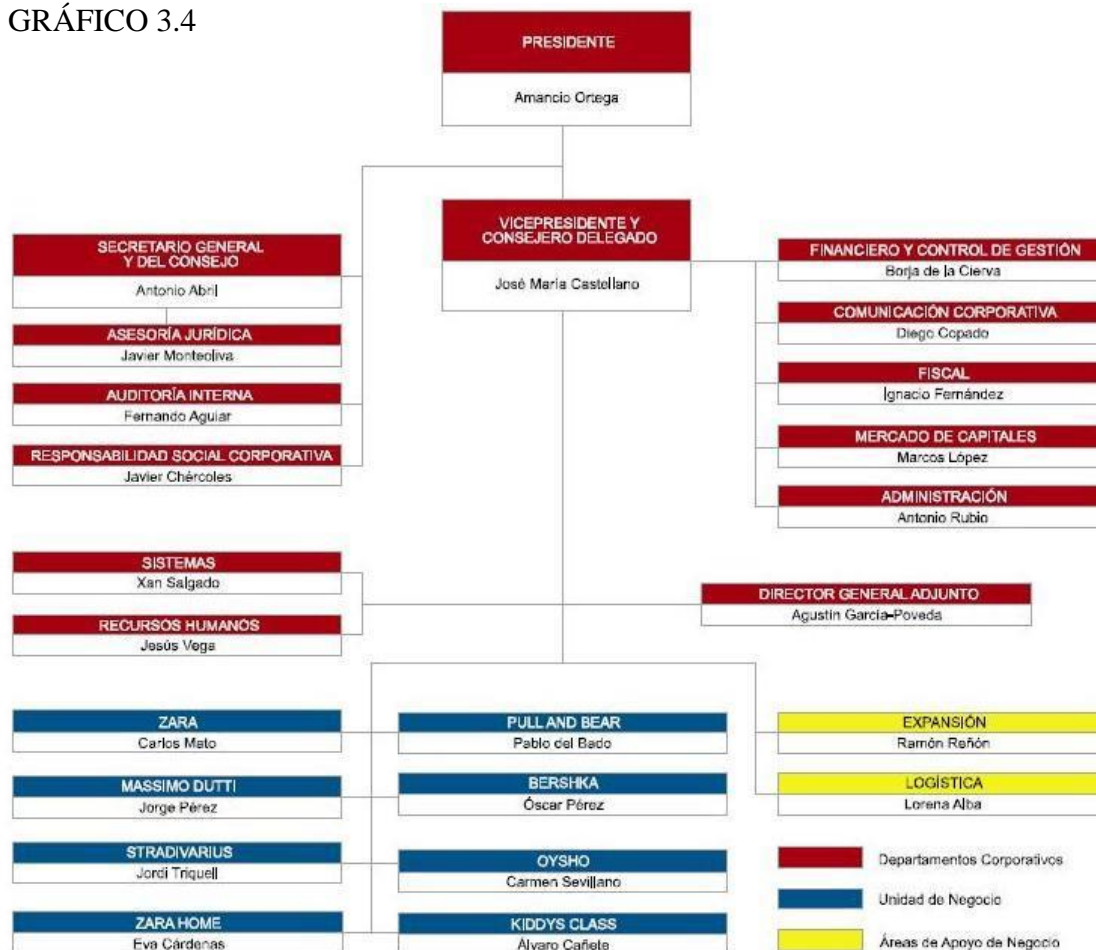 GRÁFICO 3.4
PRESIDENTE
Amancio Ortega
VICEPRESIDENTE Y
CONSEJERO DELEGADO
José María Castellano
SECRETARIO GENERAL
Y DEL CONSEJO
Antonio Abril
ASESORÍA JURÍDICA
Javier Monteoliva
AUDITORÍA INTERNA
Fernando Aguiar
RESPONSABILIDAD SOCIAL CORPORATIVA
Javier Chércoles
FINANCIERO Y CONTROL DE GESTIÓN
Borja de la Cierva
COMUNICACIÓN CORPORATIVA
Diego Copado
FISCAL
Ignacio Fernández
MERCADO DE CAPITALES
Marcos López
ADMINISTRACIÓN
Antonio Rubio
SISTEMAS
Xan Salgado
RECURSOS HUMANOS
Jesús Vega
DIRECTOR GENERAL ADJUNTO
Agustín García-Poveda
ZARA
Carlos Mato
PULL AND BEAR
Pablo del Bado
MASSIMO DUTTI
Jorge Pérez
BERSHKA
Óscar Pérez
STRADIVARIUS
Jordi Triquell
OYSHO
Carmen Sevillano
ZARA HOME
Eva Cárdenas
KIDDYS CLASS
Álvaro Cañete
EXPANSIÓN
Ramón Reñón
LOGÍSTICA
Lorena Alba
Departamentos Corporativos
Unidad de Negocio
Áreas de Apoyo de Negocio